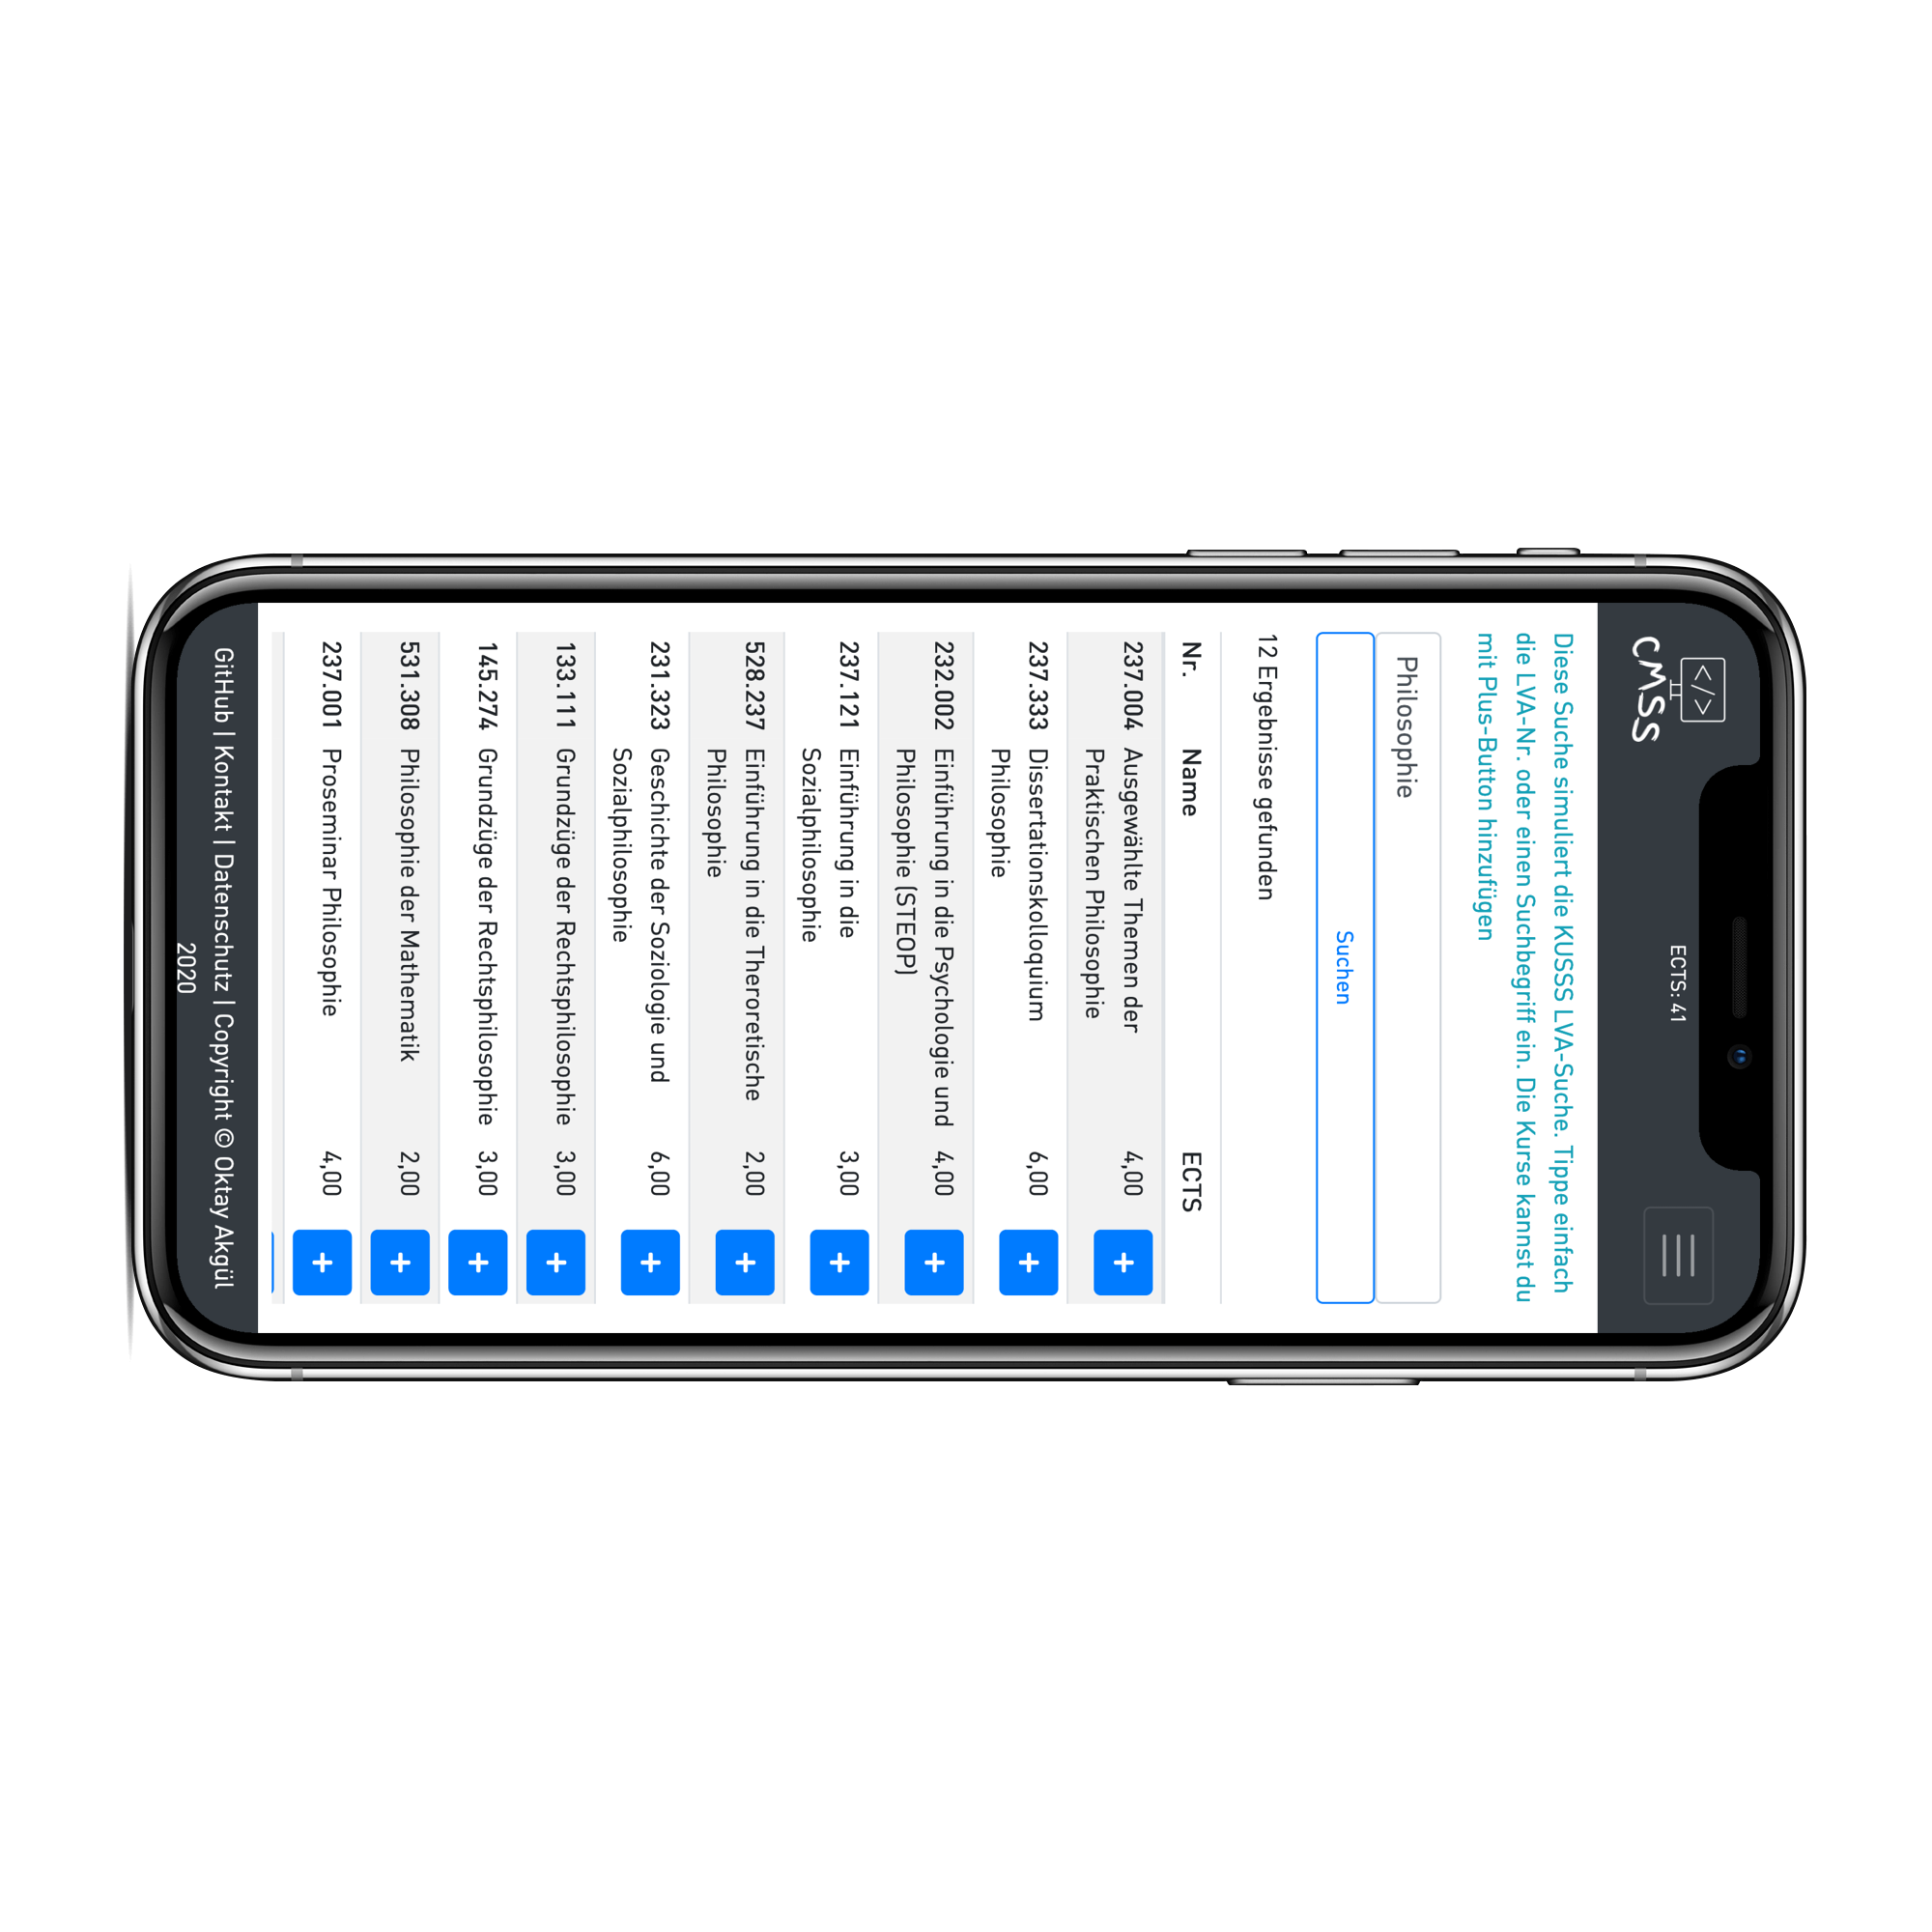 </>
CMSS
ECTS: 41
Diese Suche simuliert die KUSSS LVA-Suche. Tippe einfach
die LVA-Nr. oder einen Suchbegriff ein. Die Kurse kannst du
mit Plus-Button hinzufügen
Philosophie
Suchen
12 Ergebnisse gefunden
Nr. Name ECTS
237.004 Ausgewählte Themen der 4,00 +
Praktischen Philosophie
237.333 Dissertationskolloquium 6,00 +
Philosophie
232.002 Einführung in die Psychologie und 4,00 +
Philosophie (STEOP)
237.121 Einführung in die 3,00 +
Sozialphilosophie
528.237 Einführung in die Theroretische 2,00 +
Philosophie
231.323 Geschichte der Soziologie und 6,00 +
Sozialphilosophie
133.111 Grundzüge der Rechtsphilosophie 3,00 +
145.274 Grundzüge der Rechtsphilosophie 3,00 +
531.308 Philosophie der Mathematik 2,00 +
237.001 Proseminar Philosophie 4,00 +
GitHub | Kontakt | Datenschutz | Copyright © Oktay Akgül
2020